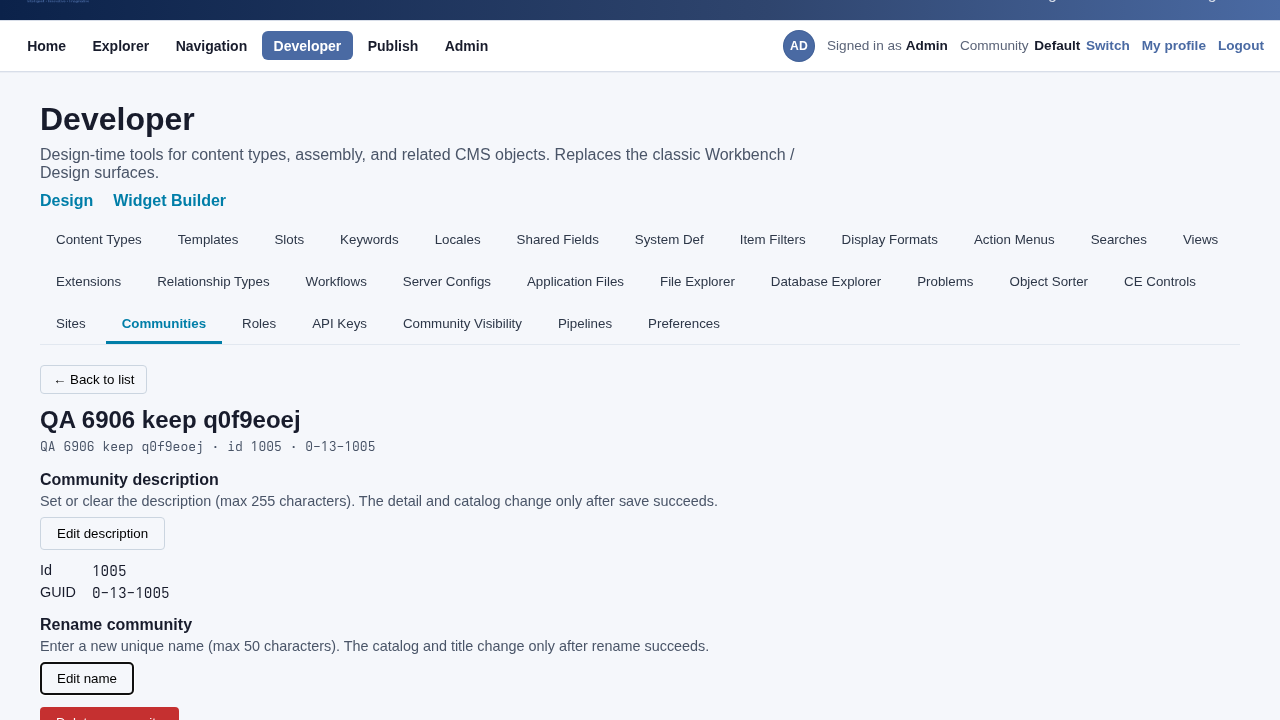 Home Explorer Navigation Developer Publish Admin AD Signed in as Admin Community Default Switch My profile Logout
Developer
Design-time tools for content types, assembly, and related CMS objects. Replaces the classic Workbench /
Design surfaces.
Design Widget Builder
Content Types Templates Slots Keywords Locales Shared Fields System Def Item Filters Display Formats Action Menus Searches Views
Extensions Relationship Types Workflows Server Configs Application Files File Explorer Database Explorer Problems Object Sorter CE Controls
Sites Communities Roles API Keys Community Visibility Pipelines Preferences
← Back to list
QA 6906 keep q0f9eoej
QA 6906 keep q0f9eoej · id 1005 · 0-13-1005
Community description
Set or clear the description (max 255 characters). The detail and catalog change only after save succeeds.
Edit description
Id 1005
GUID 0-13-1005
Rename community
Enter a new unique name (max 50 characters). The catalog and title change only after rename succeeds.
Edit name